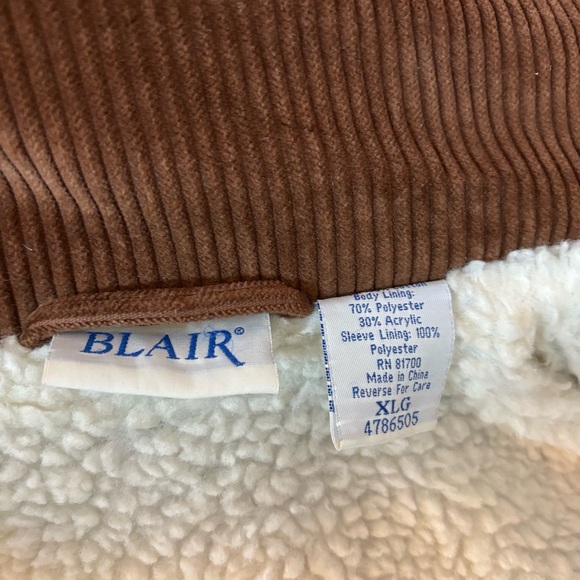 BLAIR®
Body Lining:
70% Polyester
30% Acrylic
Sleeve Lining: 100%
Polyester
RN 81700
Made in China
Reverse For Care
XLG
4786505